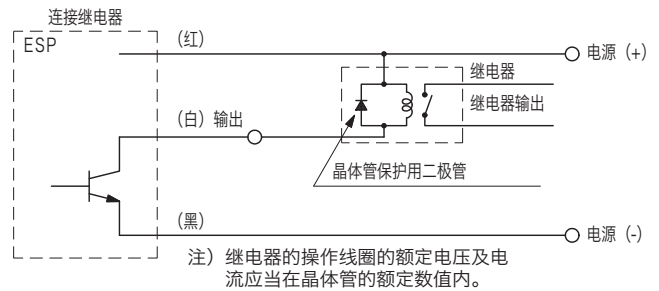 连接继电器
ESP
（红）
电源（+）
继电器
继电器输出
（白）输出
晶体管保护用二极管
（黑）
电源（-）
注）继电器的操作线圈的额定电压及电
流应当在晶体管的额定数值内。